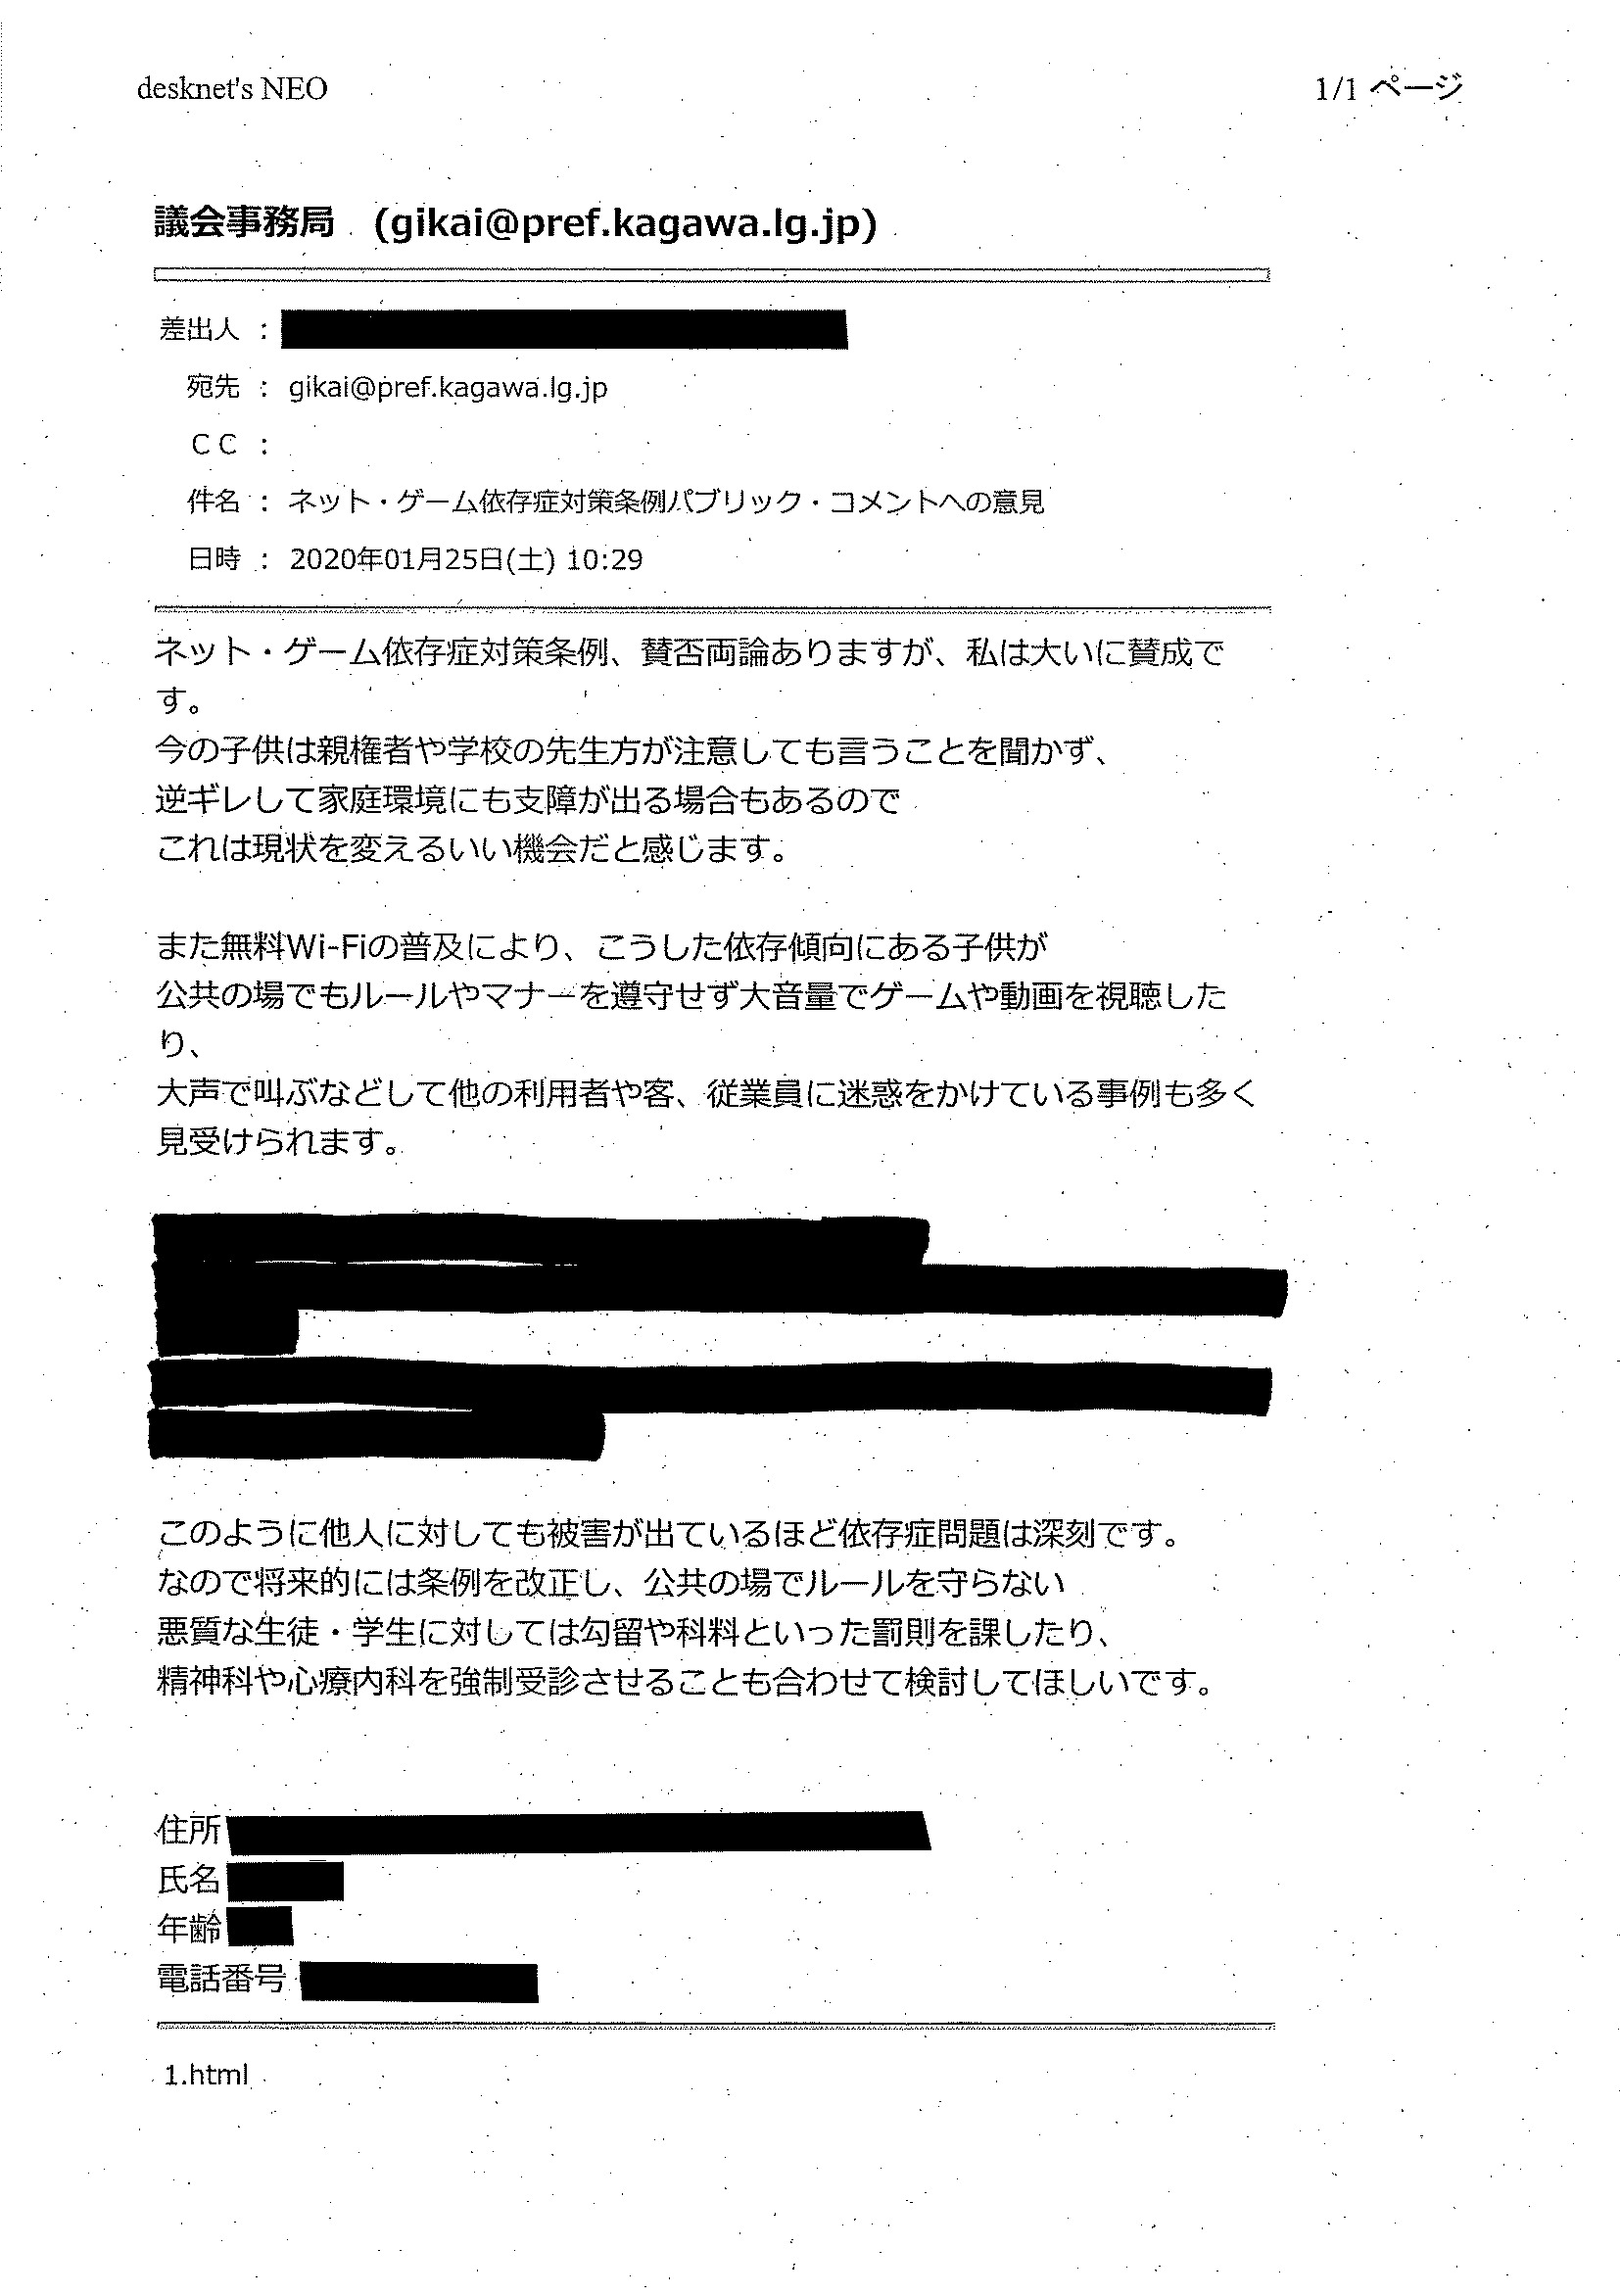 desknet's NEO
1/1 ページ
議会事務局 (gikai@pref.kagawa.lg.jp)
差出人 :
宛先 : gikai@pref.kagawa.lg.jp
ＣＣ :
件名 : ネット・ゲーム依存症対策条例パブリック・コメントへの意見
日時 : 2020年01月25日(土) 10:29
ネット・ゲーム依存症対策条例、賛否両論ありますが、私は大いに賛成で
す。
今の子供は親権者や学校の先生方が注意しても言うことを聞かず、
逆ギレして家庭環境にも支障が出る場合もあるので
これは現状を変えるいい機会だと感じます。
また無料Wi-Fiの普及により、こうした依存傾向にある子供が
公共の場でもルールやマナーを遵守せず大音量でゲームや動画を視聴した
り、
大声で叫ぶなどして他の利用者や客、従業員に迷惑をかけている事例も多く
見受けられます。
このように他人に対しても被害が出ているほど依存症問題は深刻です。
なので将来的には条例を改正し、公共の場でルールを守らない
悪質な生徒・学生に対しては勾留や科料といった罰則を課したり、
精神科や心療内科を強制受診させることも合わせて検討してほしいです。
住所
氏名
年齢
電話番号
1.html